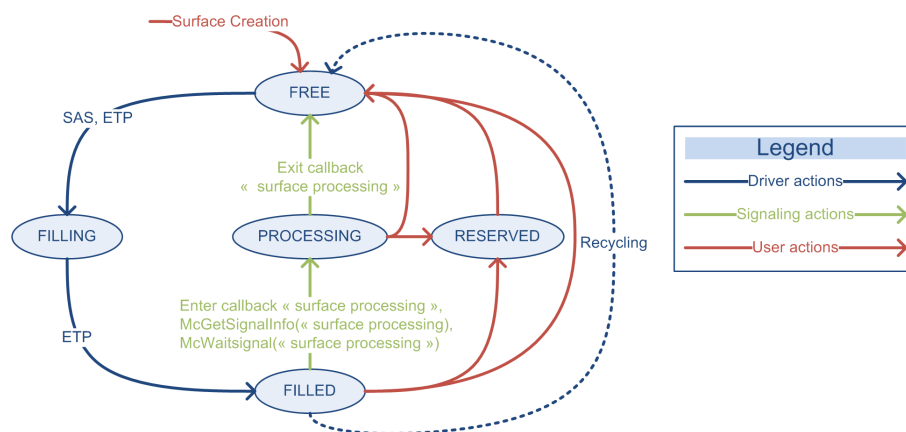 Surface Creation
FREE
SAS, ETP
Exit callback
« surface processing »
FILLING
PROCESSING
RESERVED
Recycling
Enter callback « surface processing »,
McGetSignalInfo(« surface processing),
McWaitsignal(« surface processing »)
ETP
FILLED
Legend
Driver actions
Signaling actions
User actions